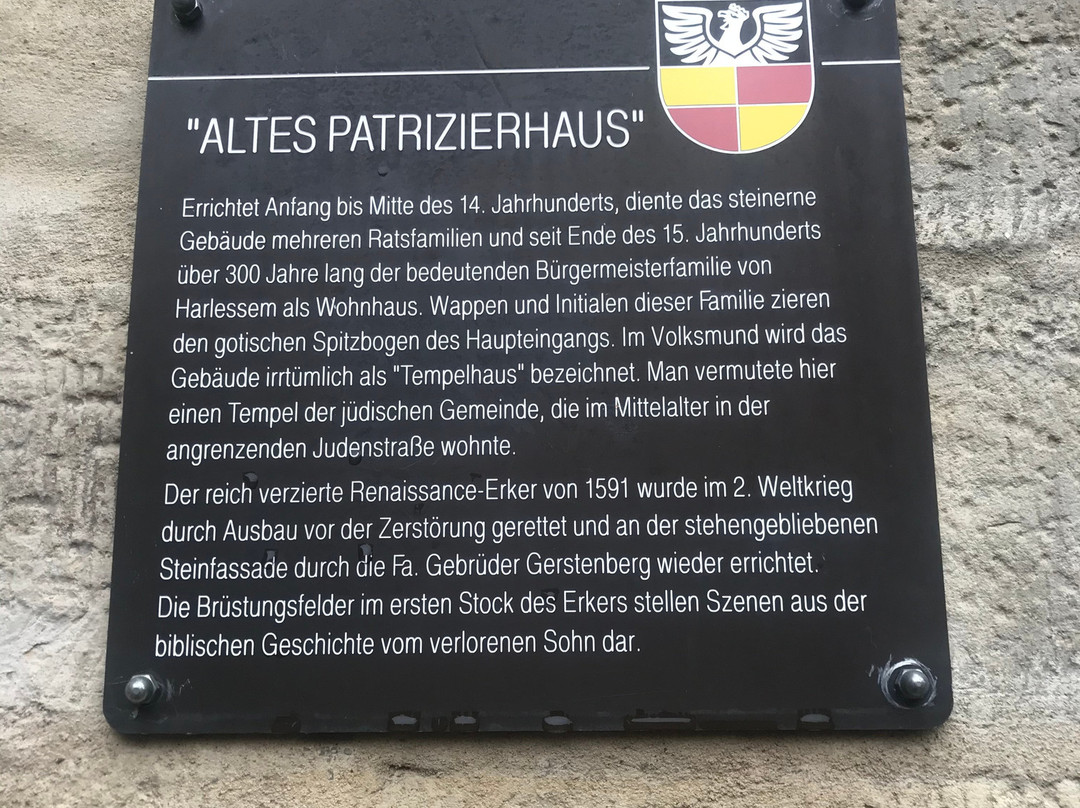 "ALTES PATRIZIERHAUS"
Errichtet Anfang bis Mitte des 14. Jahrhunderts, diente das steinerne
Gebäude mehreren Ratsfamilien und seit Ende des 15. Jahrhunderts
über 300 Jahre lang der bedeutenden Bürgermeisterfamilie von
Harlessem als Wohnhaus. Wappen und Initialen dieser Familie zieren
den gotischen Spitzbogen des Haupteingangs. Im Volksmund wird das
Gebäude irrtümlich als "Tempelhaus" bezeichnet. Man vermutete hier
einen Tempel der jüdischen Gemeinde, die im Mittelalter in der
angrenzenden Judenstraße wohnte.
Der reich verzierte Renaissance-Erker von 1591 wurde im 2. Weltkrieg
durch Ausbau vor der Zerstörung gerettet und an der stehengebliebenen
Steinfassade durch die Fa. Gebrüder Gerstenberg wieder errichtet.
Die Brüstungsfelder im ersten Stock des Erkers stellen Szenen aus der
biblischen Geschichte vom verlorenen Sohn dar.